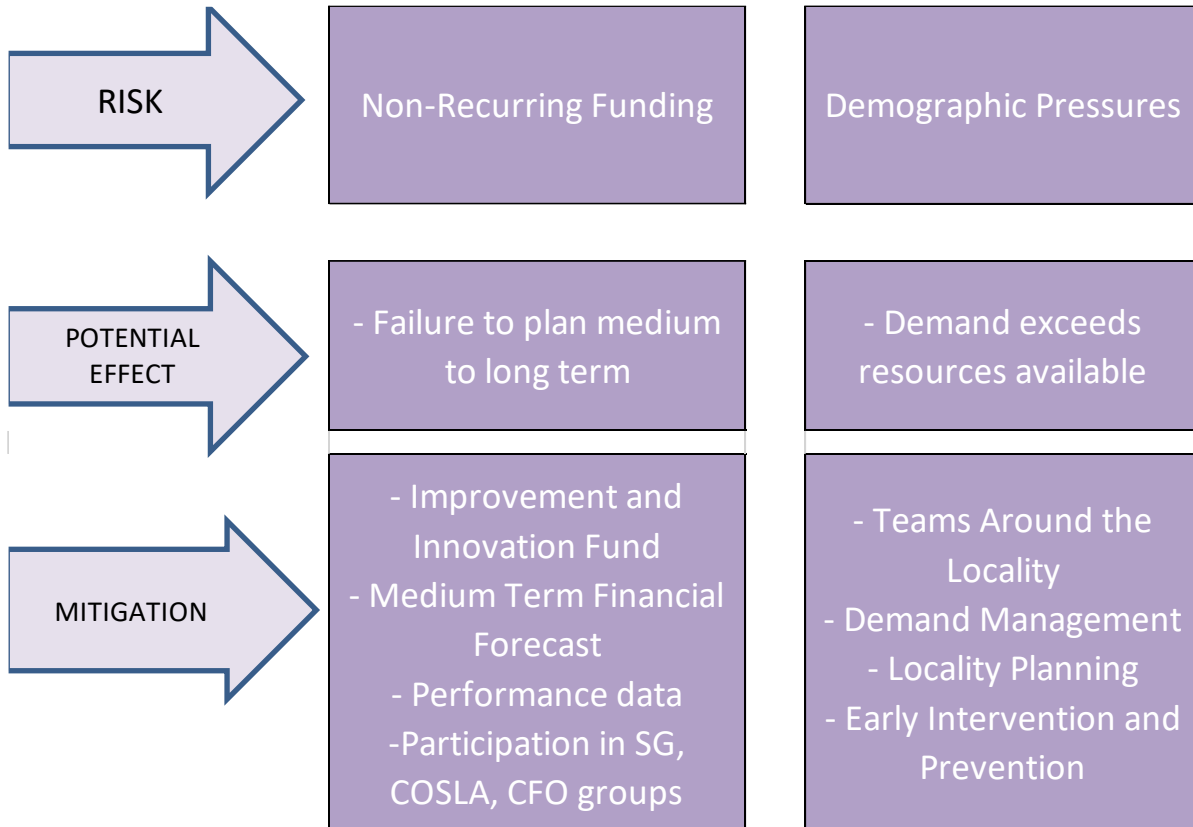 RISK
Non-Recurring Funding
Demographic Pressures
POTENTIAL
EFFECT
- Failure to plan medium
to long term
- Demand exceeds
resources available
MITIGATION
- Improvement and
Innovation Fund
- Medium Term Financial
Forecast
- Performance data
-Participation in SG,
COSLA, CFO groups
- Teams Around the
Locality
- Demand Management
- Locality Planning
- Early Intervention and
Prevention